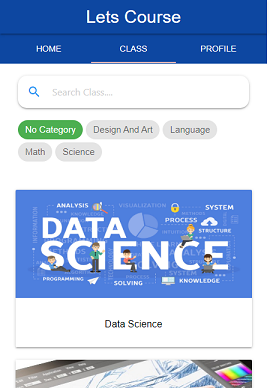 Lets Course
HOME CLASS PROFILE
Search Class....
No Category Design And Art Language
Math Science
ANALYSIS VISUALIZATION SYSTEM
PROCESS
STRUCTURE
DATA
SCIENCE
PROGRAMMING SOLVING KNOWLEDGE
INFORMATION
Data Science